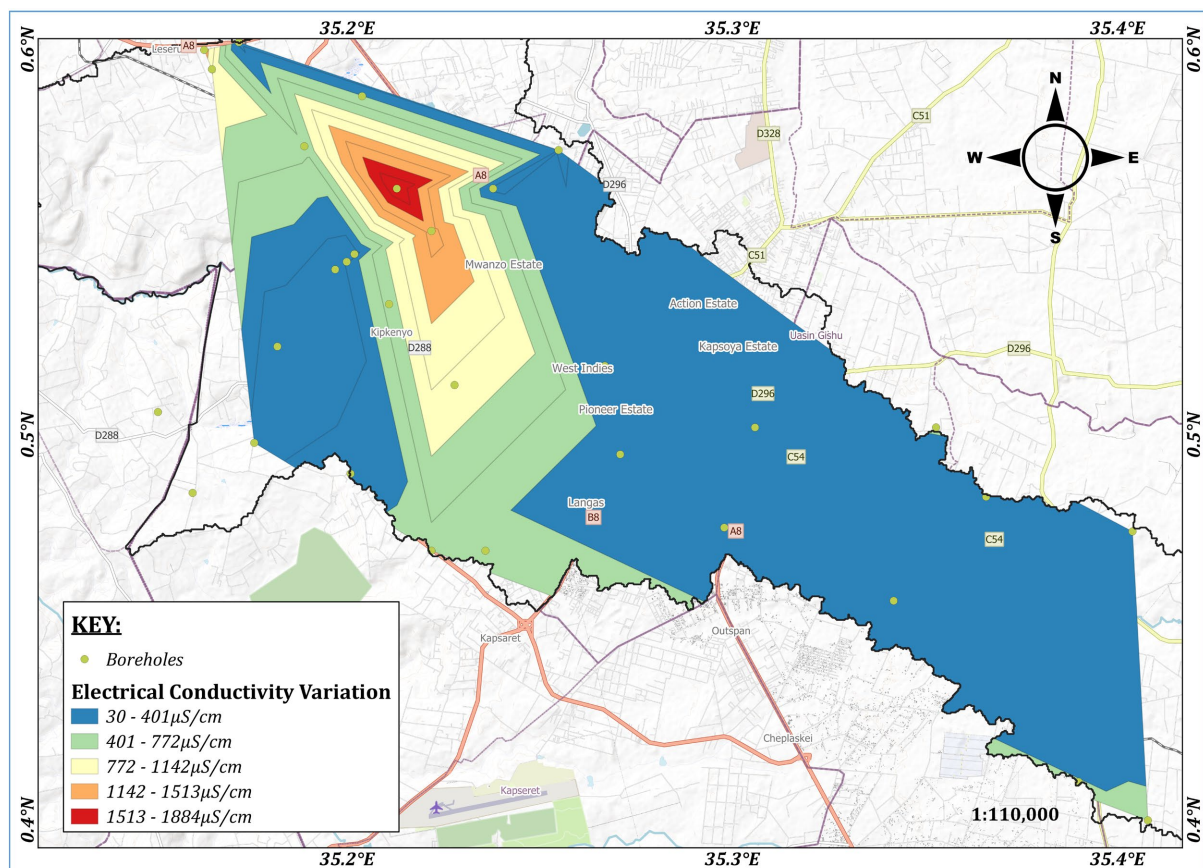 35.2°E 35.3°E 35.4°E
0.6°N 0.6°N
A8
Leseru
C51
N
D328
W E
A8
D296
S
C51
Mwanzo Estate
Action Estate
Kipkenyo
Uasin Gishu
D288
Kapsoya Estate
D296
West Indies
D296
Pioneer Estate
0.5°N 0.5°N
D288
C54
Langas
B8
A8
C54
KEY:
Boreholes
Electrical Conductivity Variation
30 - 401µS/cm
401 - 772µS/cm
772 - 1142µS/cm
1142 - 1513µS/cm
1513 - 1884µS/cm
Kapsaret
Outspan
Cheplaskei
Kapseret
1:110,000
0.4°N 0.4°N
35.2°E 35.3°E 35.4°E